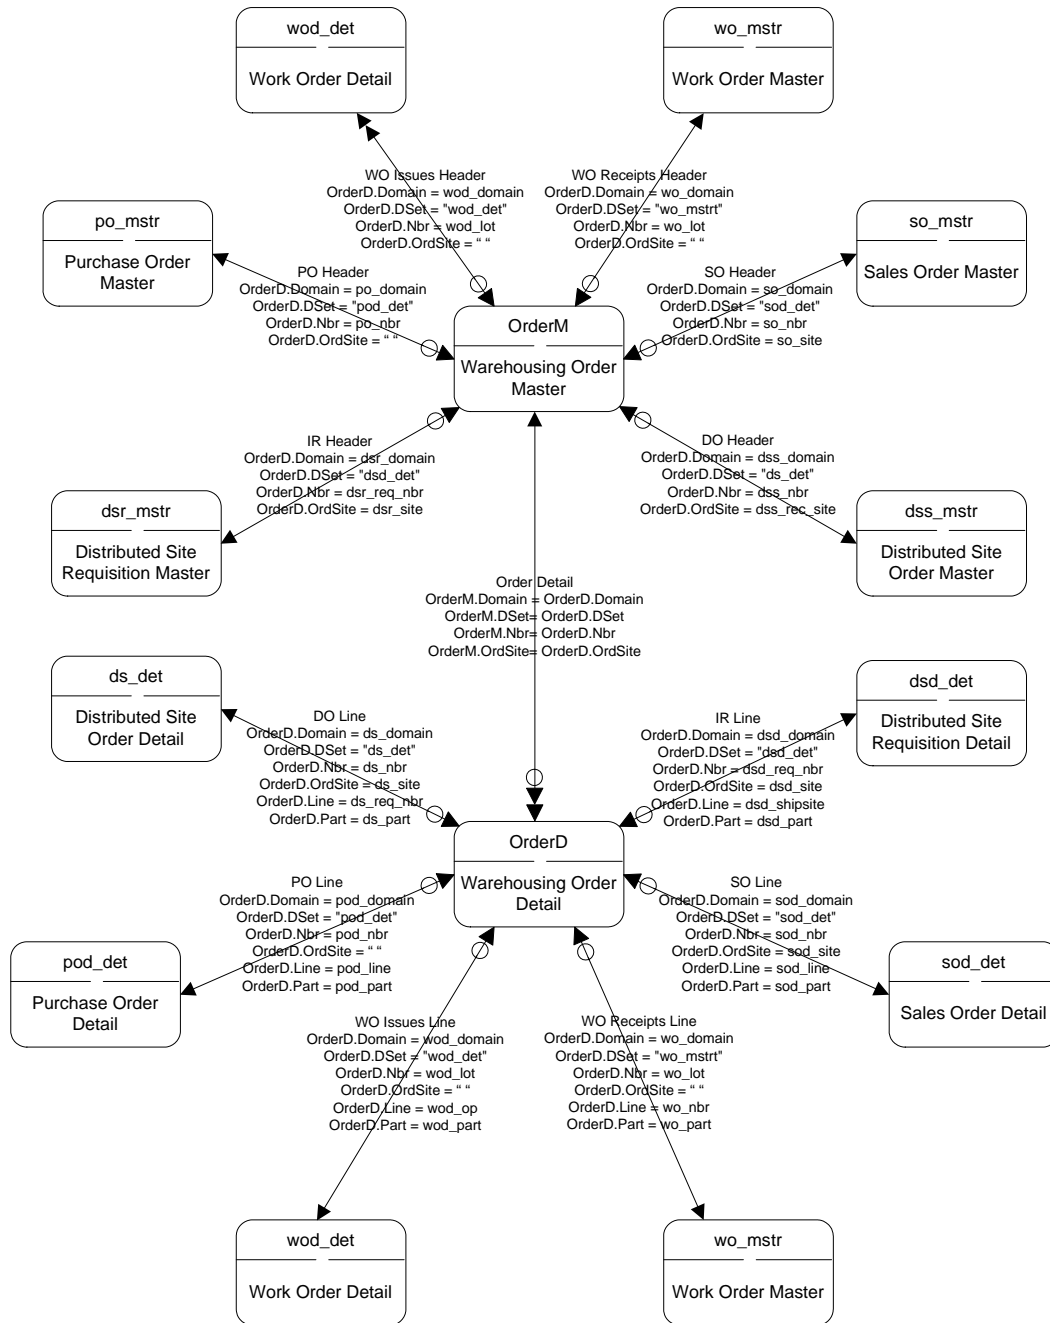 wod_det
Work Order Detail
wo_mstr
Work Order Master
WO Issues Header
OrderD.Domain = wod_domain
OrderD.DSet = "wod_det"
OrderD.Nbr = wod_lot
OrderD.OrdSite = “ “
WO Receipts Header
OrderD.Domain = wo_domain
OrderD.DSet = "wo_mstrt"
OrderD.Nbr = wo_lot
OrderD.OrdSite = “ “
po_mstr
Purchase Order
Master
so_mstr
Sales Order Master
PO Header
OrderD.Domain = po_domain
OrderD.DSet = "pod_det"
OrderD.Nbr = po_nbr
OrderD.OrdSite = “ “
SO Header
OrderD.Domain = so_domain
OrderD.DSet = "sod_det"
OrderD.Nbr = so_nbr
OrderD.OrdSite = so_site
OrderM
Warehousing Order
Master
IR Header
OrderD.Domain = dsr_domain
OrderD.DSet = "dsd_det"
OrderD.Nbr = dsr_req_nbr
OrderD.OrdSite = dsr_site
DO Header
OrderD.Domain = dss_domain
OrderD.DSet = "ds_det"
OrderD.Nbr = dss_nbr
OrderD.OrdSite = dss_rec_site
dsr_mstr
Distributed Site
Requisition Master
dss_mstr
Distributed Site
Order Master
Order Detail
OrderM.Domain = OrderD.Domain
OrderM.DSet= OrderD.DSet
OrderM.Nbr= OrderD.Nbr
OrderM.OrdSite= OrderD.OrdSite
ds_det
Distributed Site
Order Detail
dsd_det
Distributed Site
Requisition Detail
DO Line
OrderD.Domain = ds_domain
OrderD.DSet = "ds_det"
OrderD.Nbr = ds_nbr
OrderD.OrdSite = ds_site
OrderD.Line = ds_req_nbr
OrderD.Part = ds_part
IR Line
OrderD.Domain = dsd_domain
OrderD.DSet = "dsd_det"
OrderD.Nbr = dsd_req_nbr
OrderD.OrdSite = dsd_site
OrderD.Line = dsd_shipsite
OrderD.Part = dsd_part
OrderD
Warehousing Order
Detail
PO Line
OrderD.Domain = pod_domain
OrderD.DSet = "pod_det"
OrderD.Nbr = pod_nbr
OrderD.OrdSite = “ “
OrderD.Line = pod_line
OrderD.Part = pod_part
SO Line
OrderD.Domain = sod_domain
OrderD.DSet = "sod_det"
OrderD.Nbr = sod_nbr
OrderD.OrdSite = sod_site
OrderD.Line = sod_line
OrderD.Part = sod_part
pod_det
Purchase Order
Detail
sod_det
Sales Order Detail
WO Issues Line
OrderD.Domain = wod_domain
OrderD.DSet = "wod_det"
OrderD.Nbr = wod_lot
OrderD.OrdSite = “ “
OrderD.Line = wod_op
OrderD.Part = wod_part
WO Receipts Line
OrderD.Domain = wo_domain
OrderD.DSet = "wo_mstrt"
OrderD.Nbr = wo_lot
OrderD.OrdSite = “ “
OrderD.Line = wo_nbr
OrderD.Part = wo_part
wod_det
Work Order Detail
wo_mstr
Work Order Master